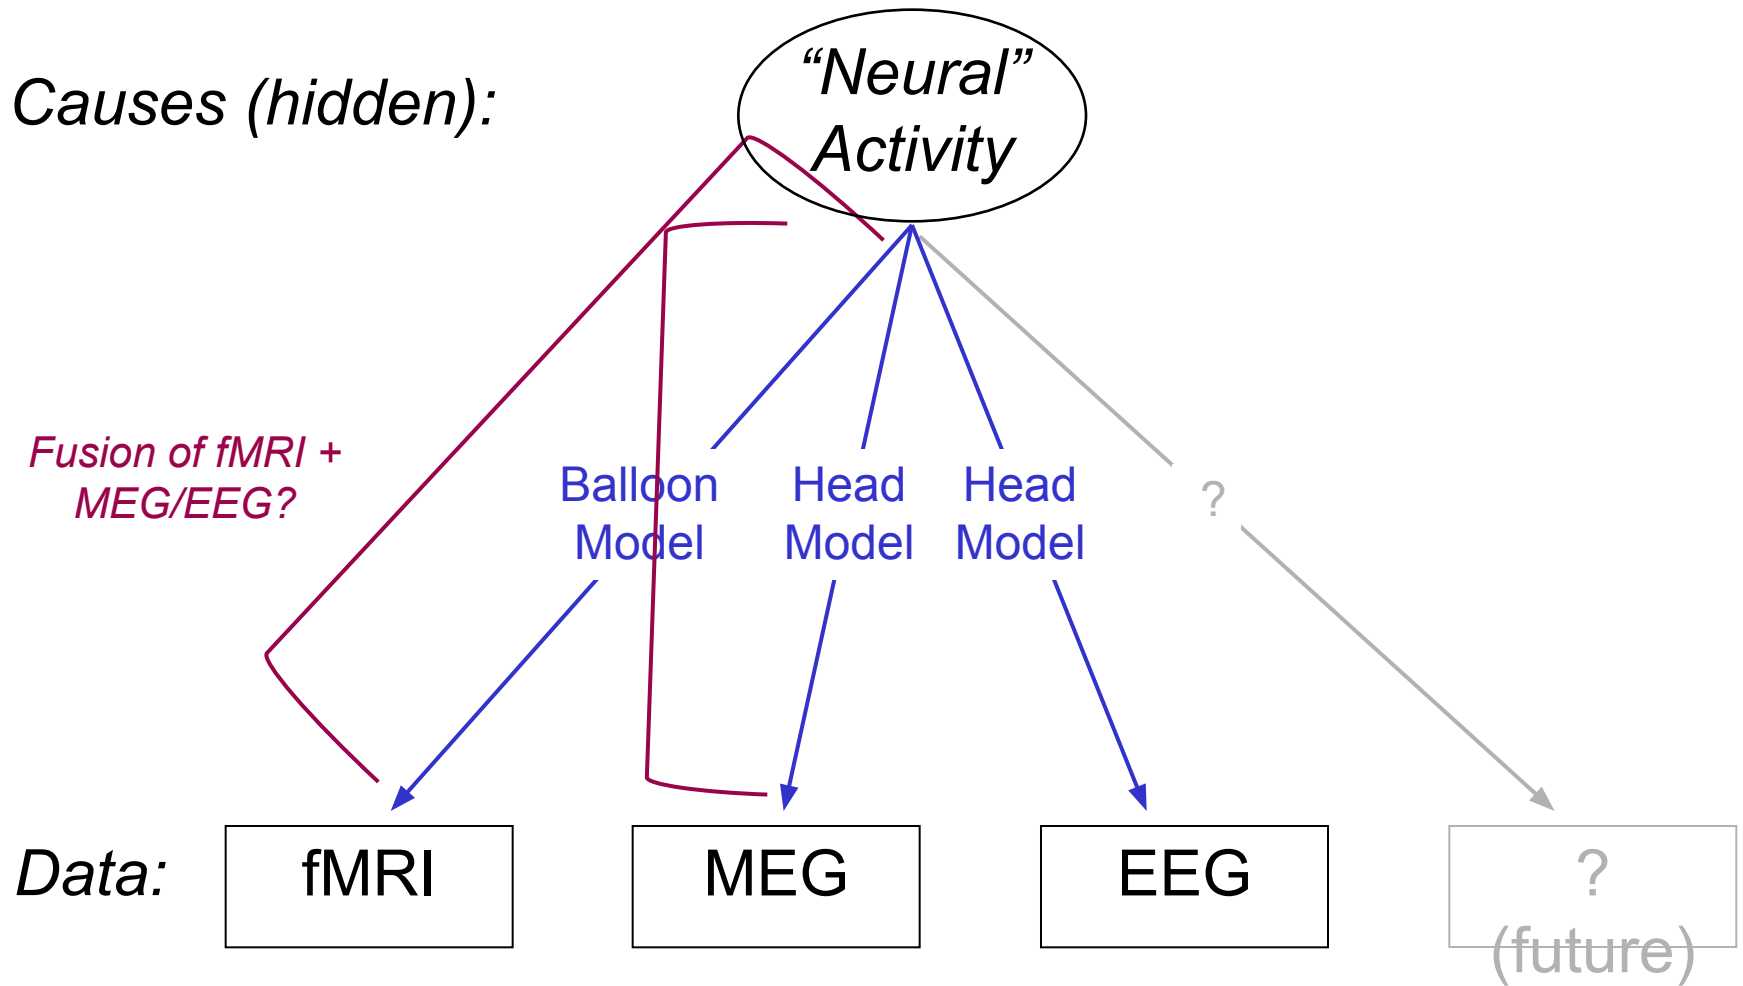 “Neural”
Causes (hidden):
Activity
Fusion of fMRI +
MEG/EEG?
Balloon
Model
Head
Model
Head
Model
?
Data:
fMRI
MEG
EEG
?
(future)